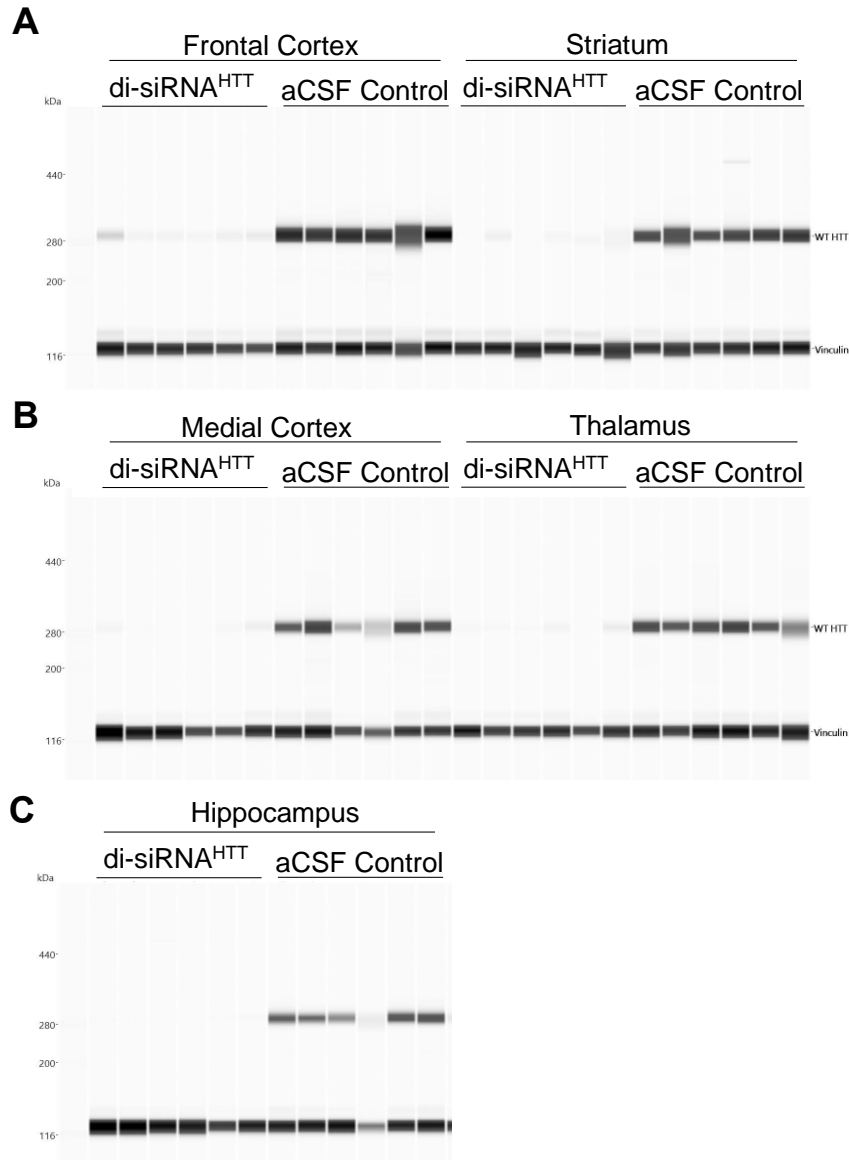 A
Frontal Cortex Striatum
di-siRNAHTT aCSF Control di-siRNAHTT aCSF Control
kDa
440
280 WT HTT
200
116 Vinculin
B
Medial Cortex Thalamus
di-siRNAHTT aCSF Control di-siRNAHTT aCSF Control
kDa
440
280 WT HTT
200
116 Vinculin
C
Hippocampus
di-siRNAHTT aCSF Control
kDa
440
280
200
116